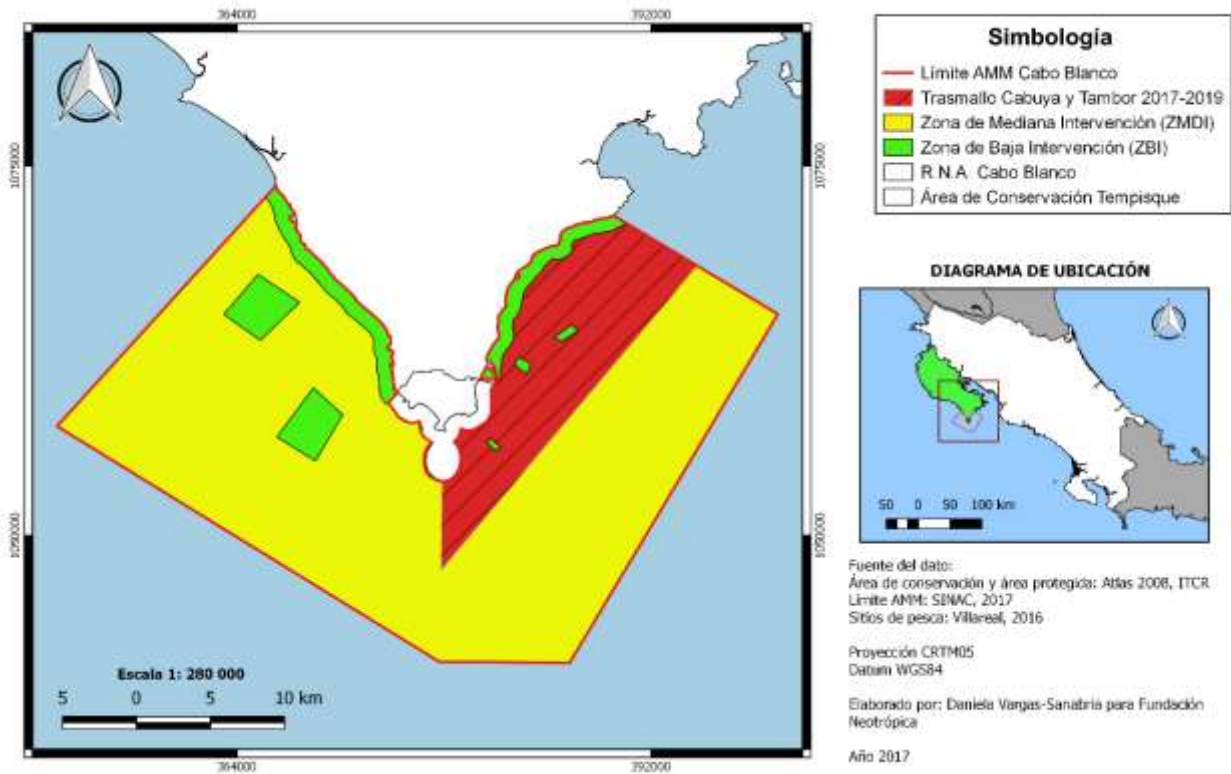 364000
392000
1075000
1075000
1050000
1050000
Escala 1: 280 000
5 0 5 10 km
364000
392000
Simbología
Límite AMM Cabo Blanco
Trasmallo Cabuya y Tambor 2017-2019
Zona de Mediana Intervención (ZMDI)
Zona de Baja Intervención (ZBI)
R.N.A. Cabo Blanco
Área de Conservación Tempisque
DIAGRAMA DE UBICACIÓN
50 0 50 100 km
Fuente del dato:
Área de conservación y área protegida: Atlas 2008, ITCR
Límite AMM: SINAC, 2017
Sitios de pesca: Villareal, 2016
Proyección CRTM05
Datum WGS84
Elaborado por: Daniela Vargas-Sanabria para Fundación
Neotrópica
Año 2017